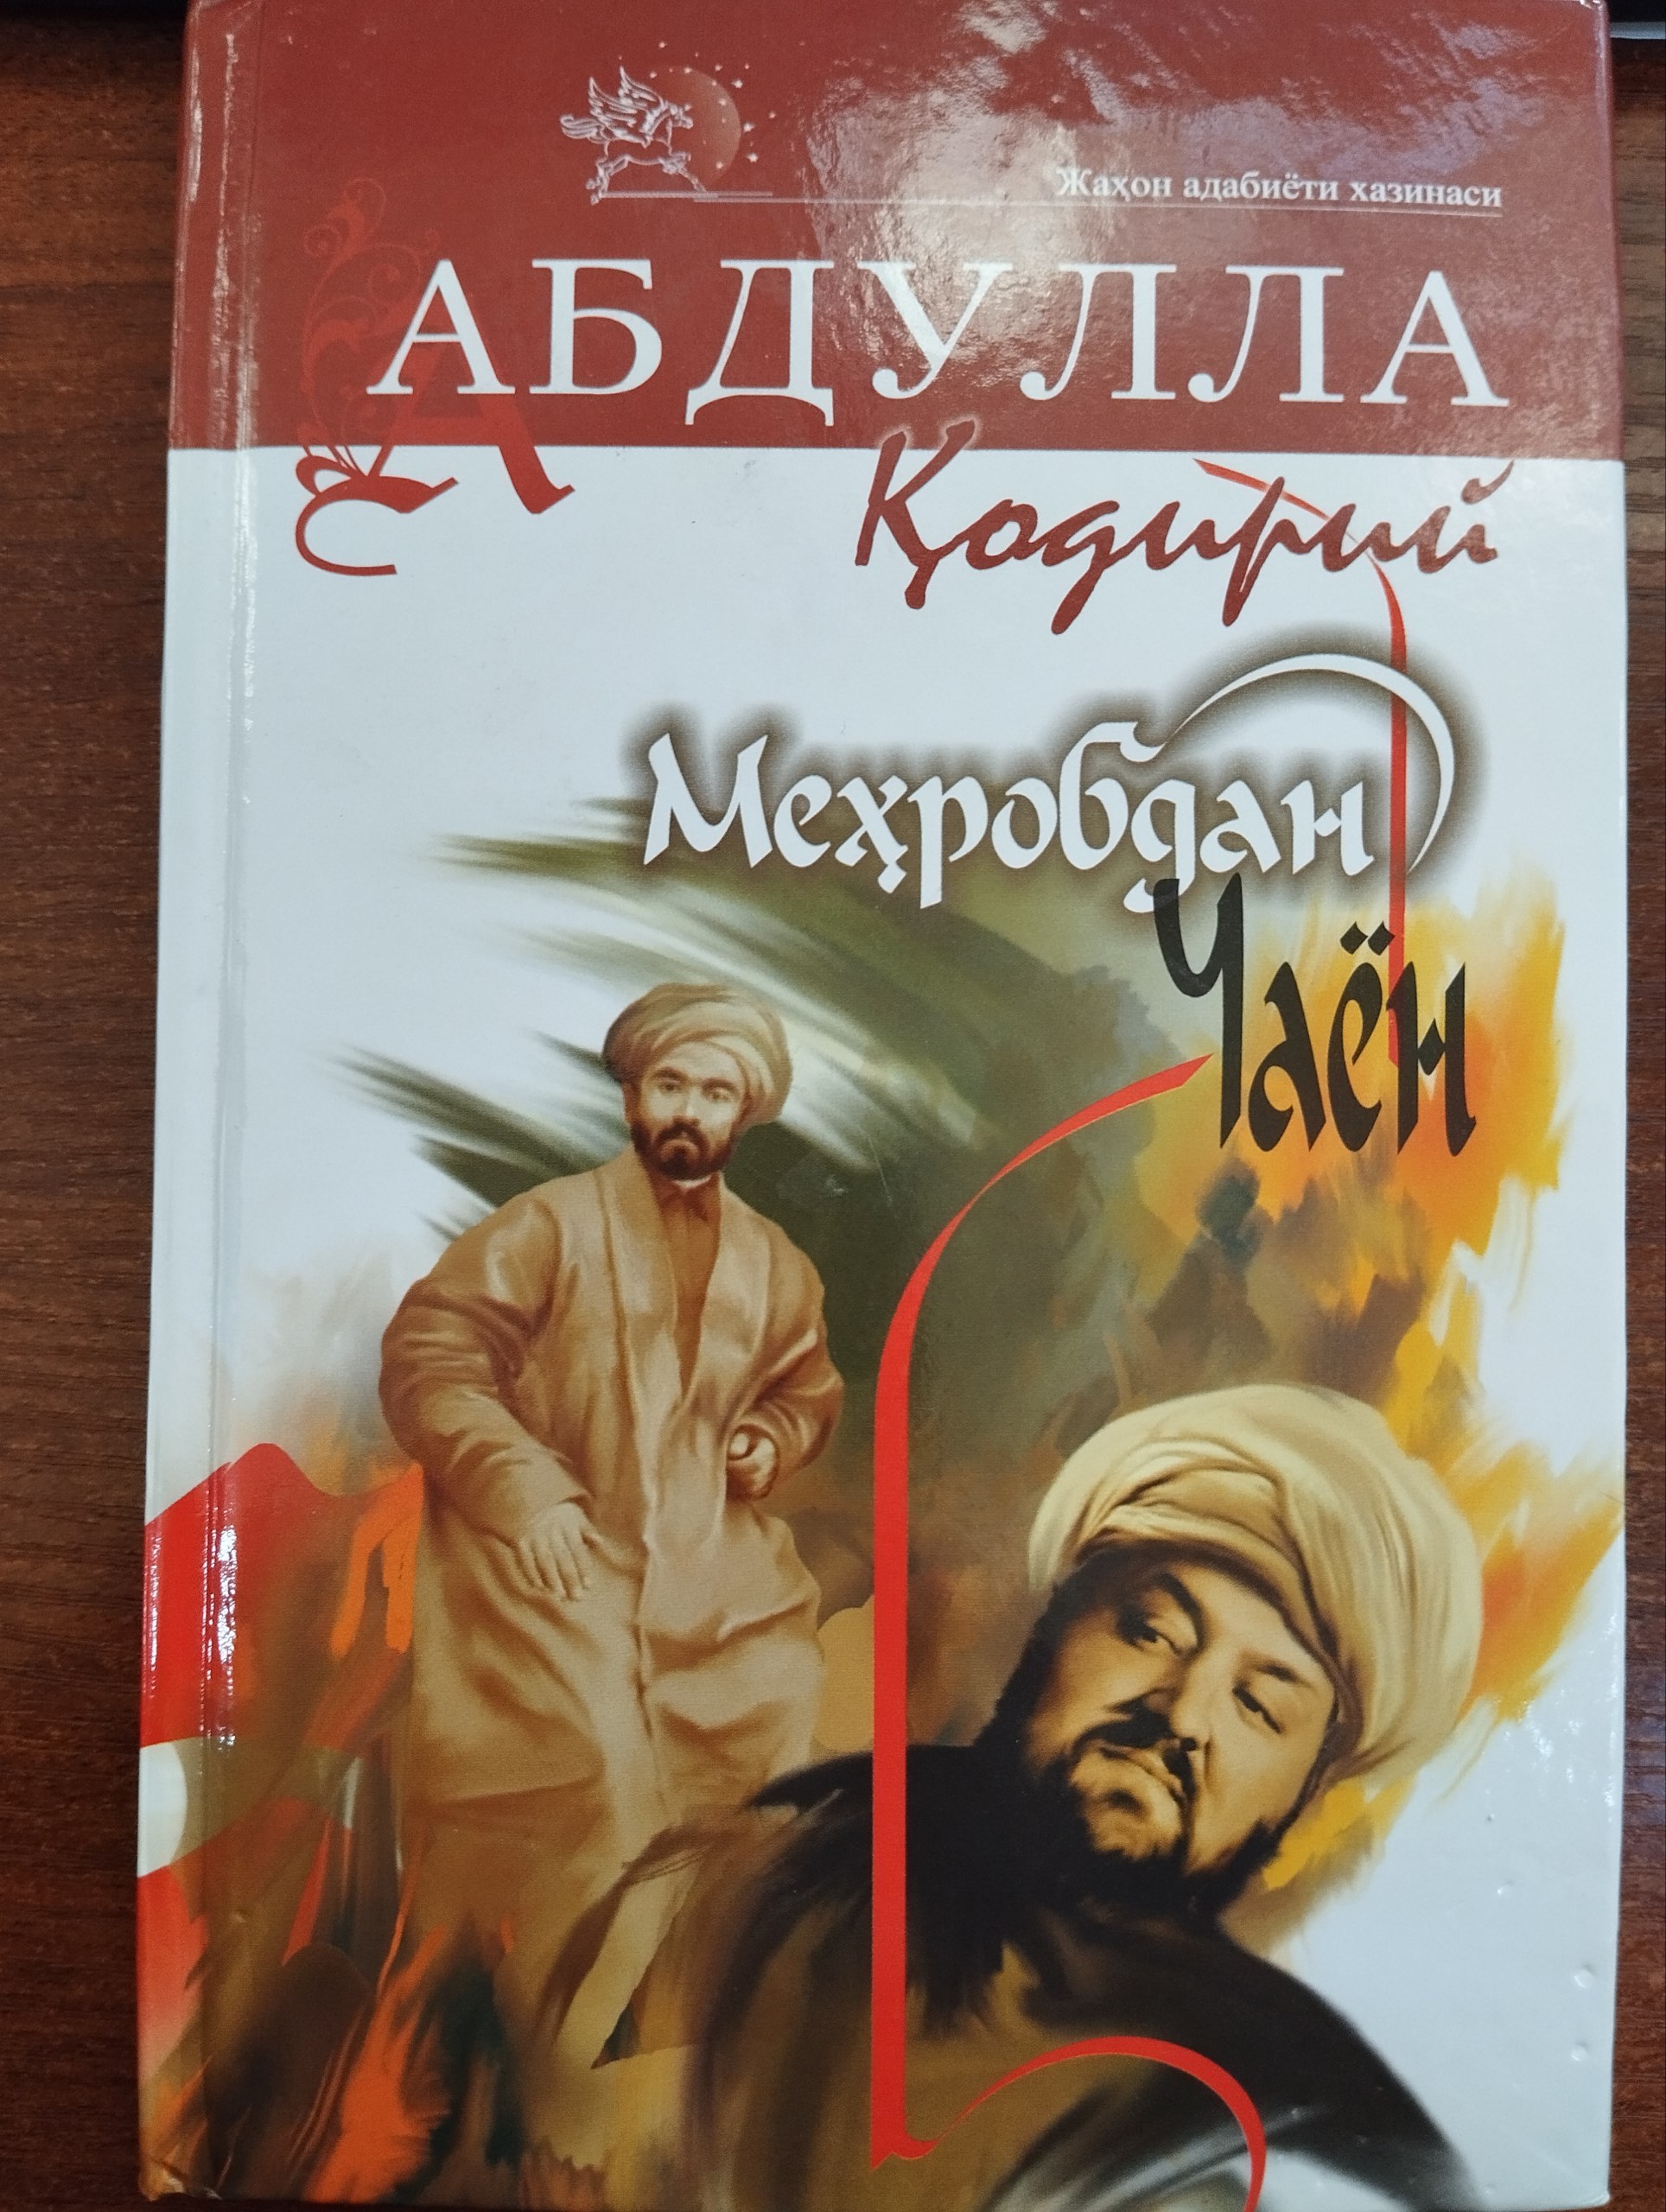 Жаҳон адабиёти хазинаси
АБДУЛЛА
Қодирий
Меҳробдан
Чаён